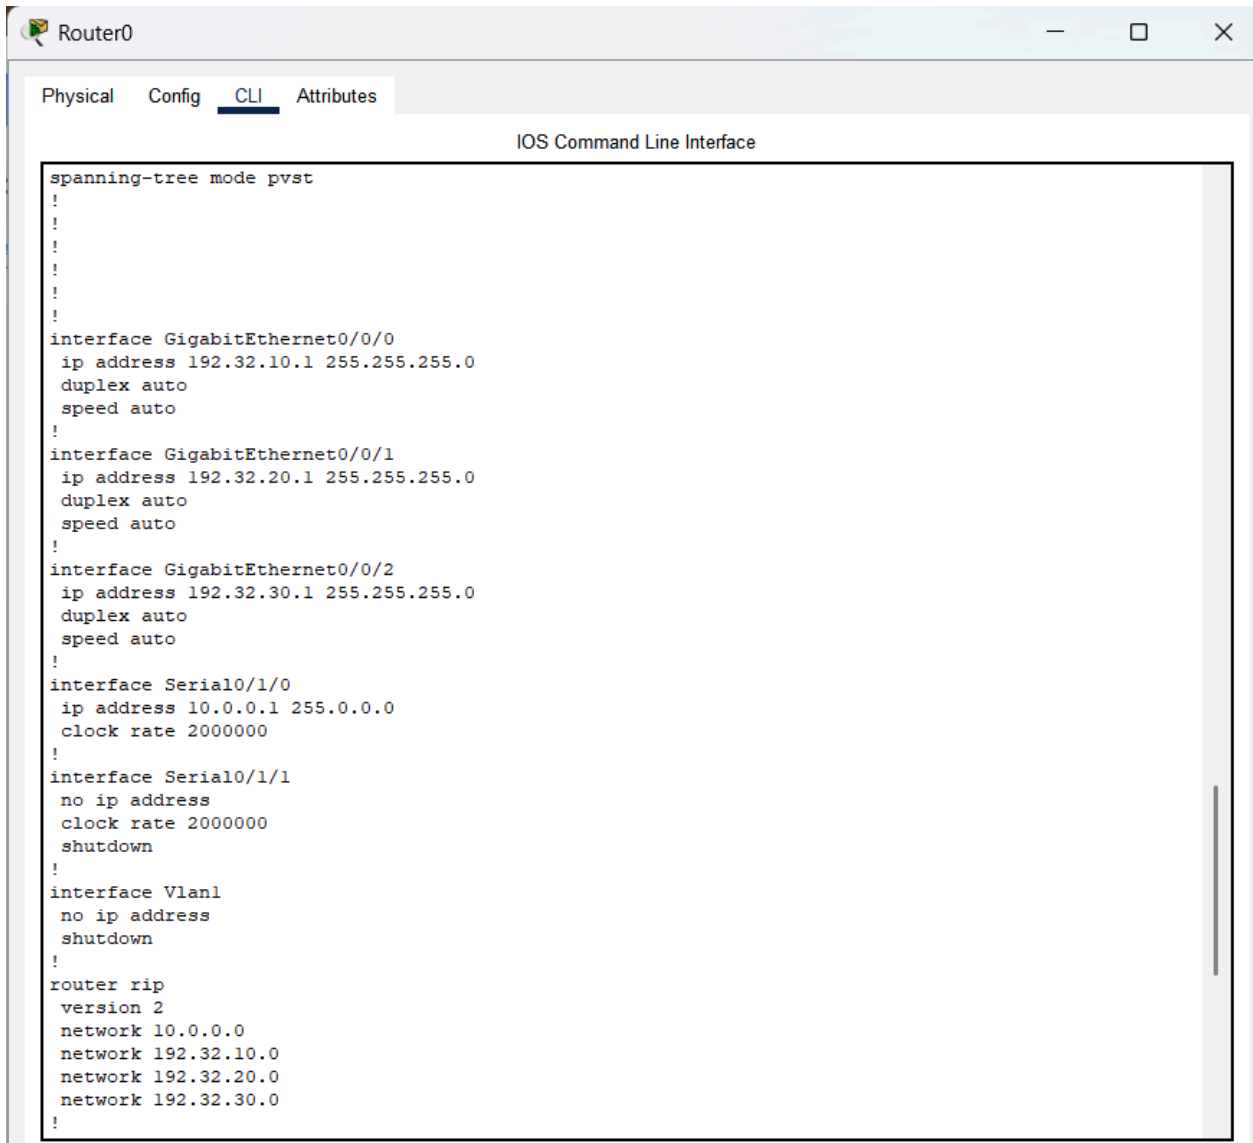 Router0
Physical Config CLI Attributes
IOS Command Line Interface
spanning-tree mode pvst
!
!
!
!
!
!
interface GigabitEthernet0/0/0
 ip address 192.32.10.1 255.255.255.0
 duplex auto
 speed auto
!
interface GigabitEthernet0/0/1
 ip address 192.32.20.1 255.255.255.0
 duplex auto
 speed auto
!
interface GigabitEthernet0/0/2
 ip address 192.32.30.1 255.255.255.0
 duplex auto
 speed auto
!
interface Serial0/1/0
 ip address 10.0.0.1 255.0.0.0
 clock rate 2000000
!
interface Serial0/1/1
 no ip address
 clock rate 2000000
 shutdown
!
interface Vlan1
 no ip address
 shutdown
!
router rip
 version 2
 network 10.0.0.0
 network 192.32.10.0
 network 192.32.20.0
 network 192.32.30.0
!